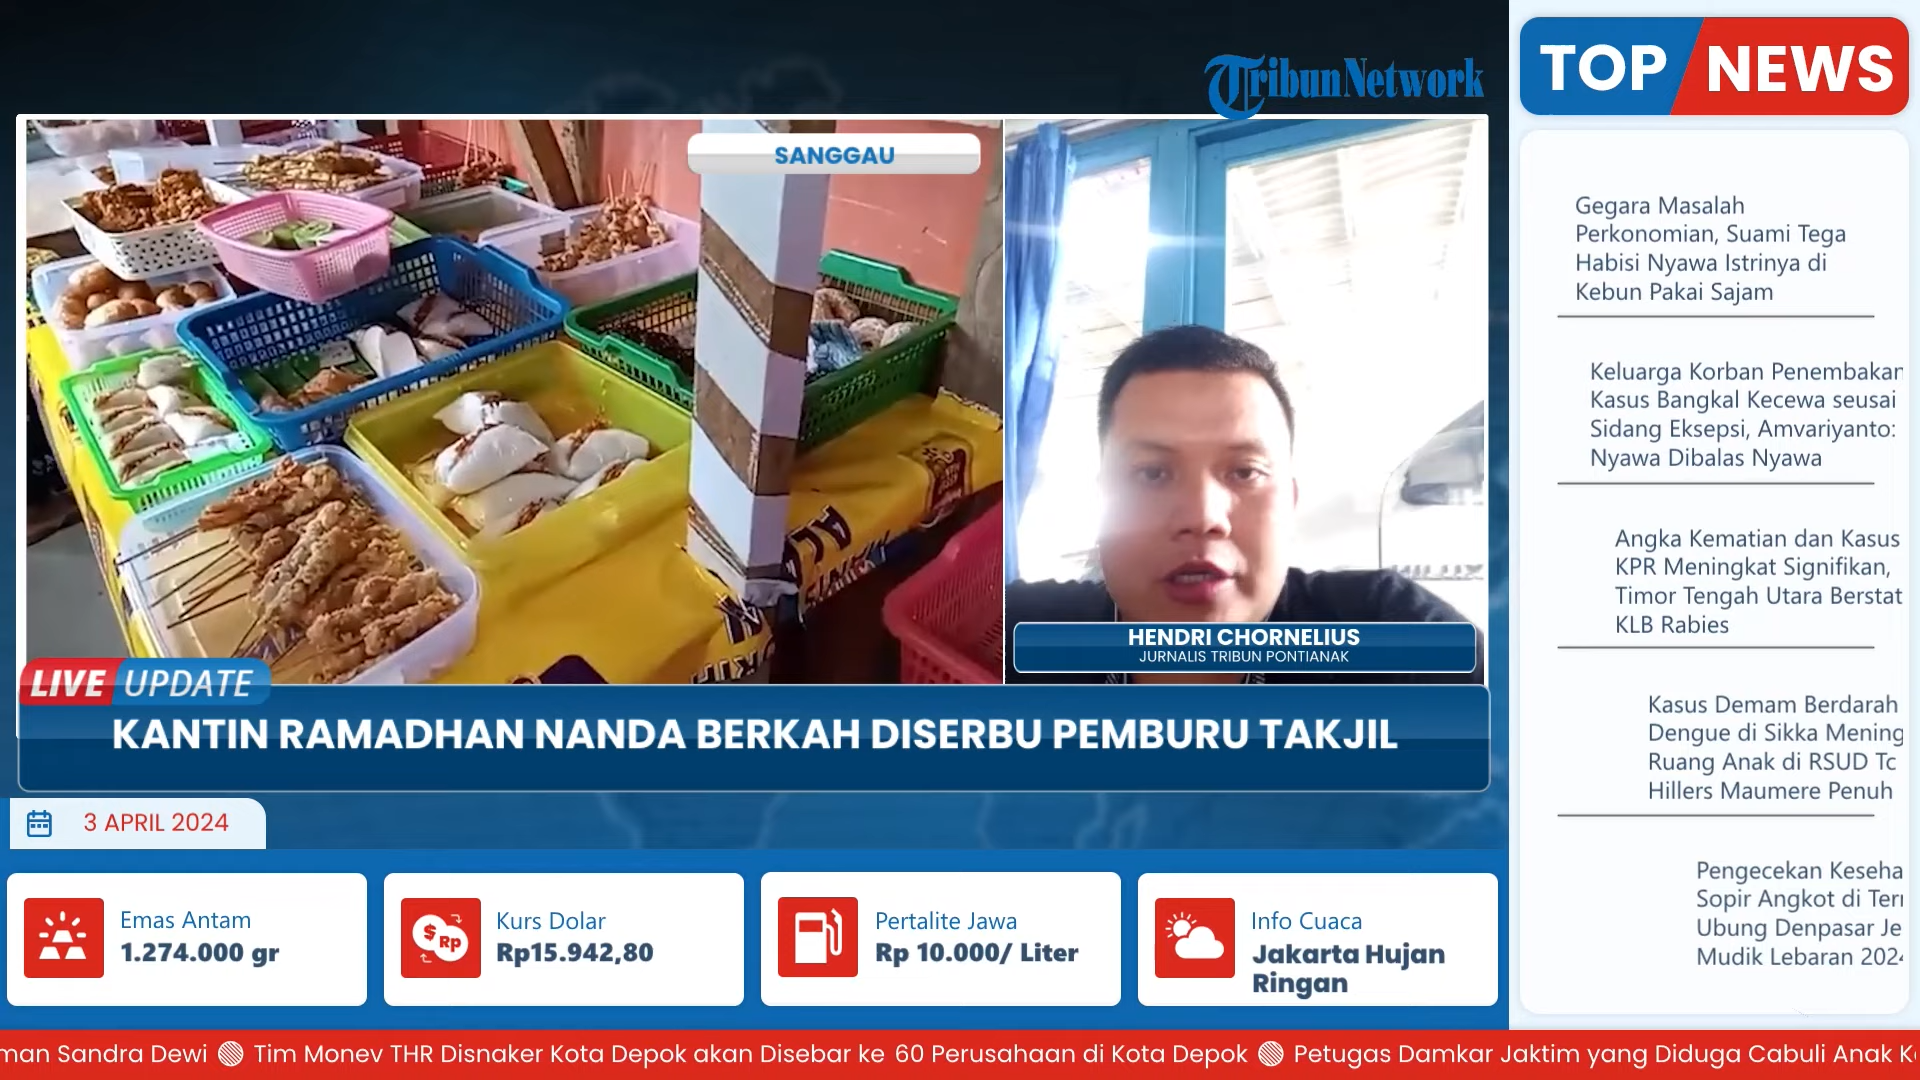 TribunNetwork
SANGGAU
HENDRI CHORNELIUS
JURNALIS TRIBUN PONTIANAK
LIVE UPDATE
KANTIN RAMADHAN NANDA BERKAH DISERBU PEMBURU TAKJIL
3 APRIL 2024
Emas Antam
1.274.000 gr
Kurs Dolar
Rp15.942,80
Pertalite Jawa
Rp 10.000/ Liter
Info Cuaca
Jakarta Hujan
Ringan
TOP NEWS
Gegara Masalah
Perkonomian, Suami Tega
Habisi Nyawa Istrinya di
Kebun Pakai Sajam
Keluarga Korban Penembakan
Kasus Bangkal Kecewa seusai
Sidang Eksepsi, Amvariyanto:
Nyawa Dibalas Nyawa
Angka Kematian dan Kasus
KPR Meningkat Signifikan,
Timor Tengah Utara Berstat
KLB Rabies
Kasus Demam Berdarah
Dengue di Sikka Mening
Ruang Anak di RSUD Tc
Hillers Maumere Penuh
Pengecekan Keseha
Sopir Angkot di Ter
Ubung Denpasar Je
Mudik Lebaran 202
man Sandra Dewi Tim Monev THR Disnaker Kota Depok akan Disebar ke 60 Perusahaan di Kota Depok Petugas Damkar Jaktim yang Diduga Cabuli Anak K